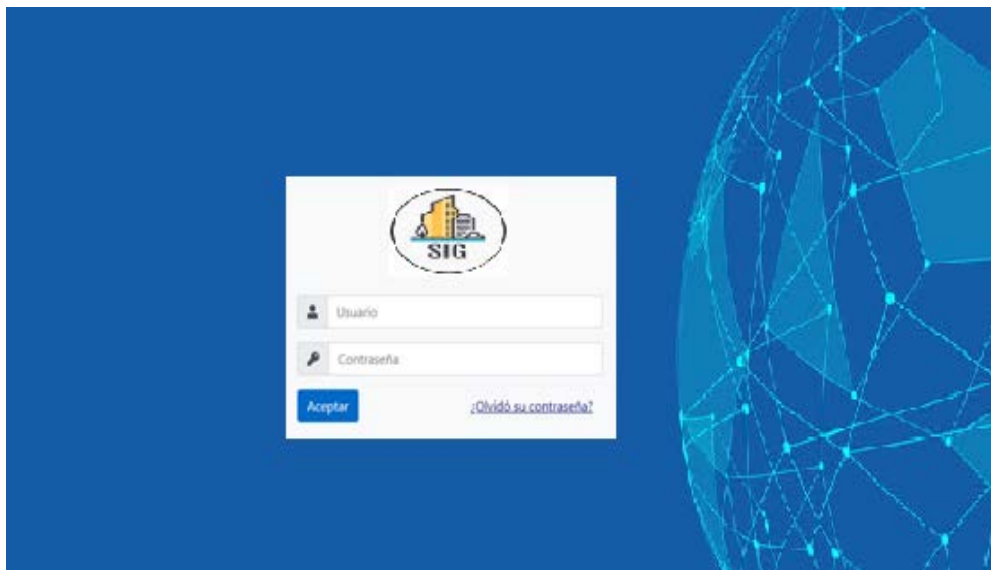 SIG
Usuario
Contraseña
Aceptar
¿Olvidó su contraseña?